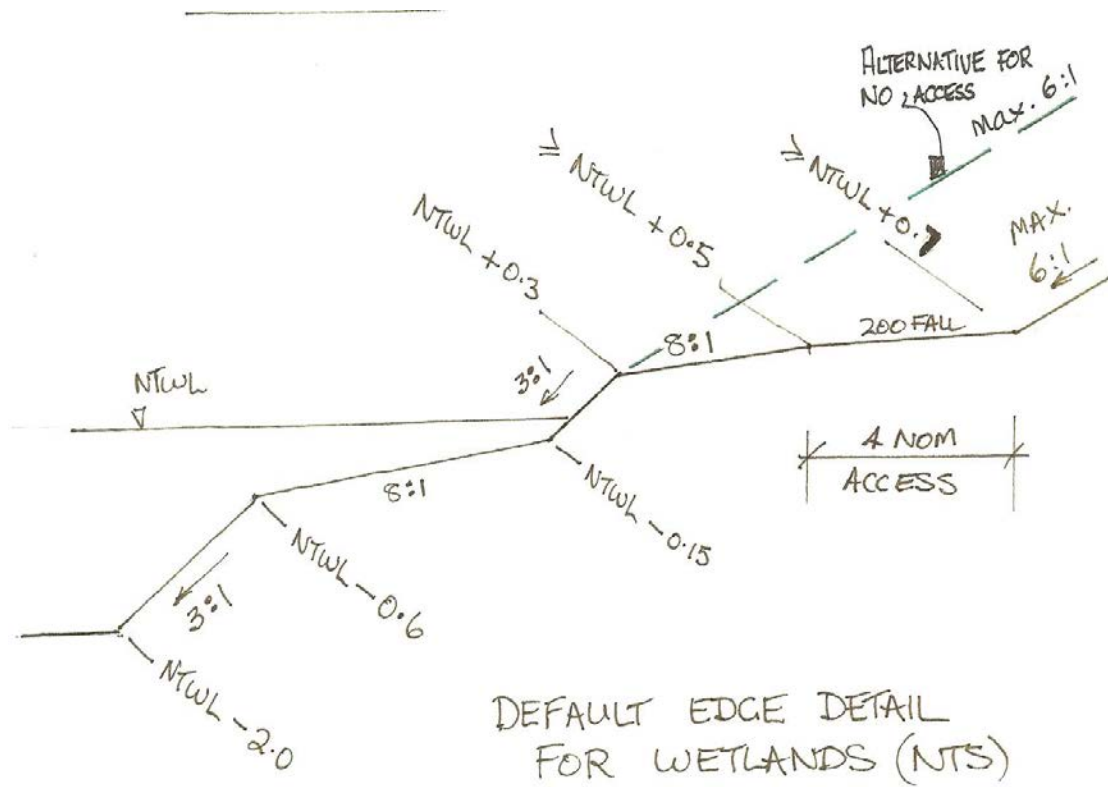 ALTERNATIVE FOR
NO ACCESS
max. 6:1
≥ NTWL + 0.5
≥ NTWL + 0.7
MAX.
6:1
NTWL + 0.3
200 FALL
8:1
3:1
NTWL
4 NOM
ACCESS
8:1
NTWL - 0.15
NTWL - 0.6
3:1
NTWL - 2.0
DEFAULT EDGE DETAIL
FOR WETLANDS (NTS)